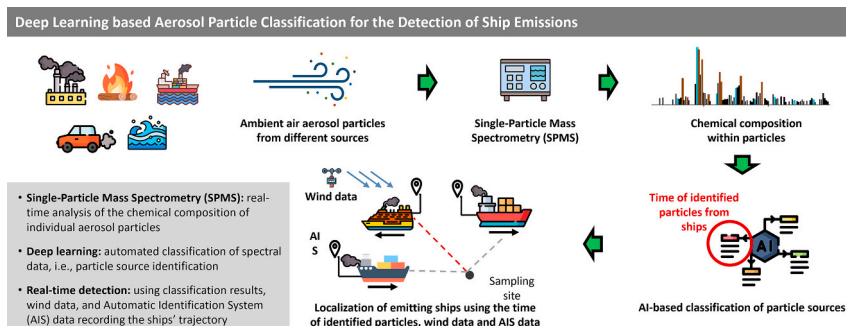 Deep Learning based Aerosol Particle Classification for the Detection of Ship Emissions
Ambient air aerosol particles
from different sources
Single-Particle Mass
Spectrometry (SPMS)
Chemical composition
within particles
• Single-Particle Mass Spectrometry (SPMS): real-
time analysis of the chemical composition of
individual aerosol particles
• Deep learning: automated classification of spectral
data, i.e., particle source identification
• Real-time detection: using classification results,
wind data, and Automatic Identification System
(AIS) data recording the ships' trajectory
Wind data
AI
S
Sampling
site
Localization of emitting ships using the time
of identified particles, wind data and AIS data
Time of identified
particles from
ships
AI
AI-based classification of particle sources